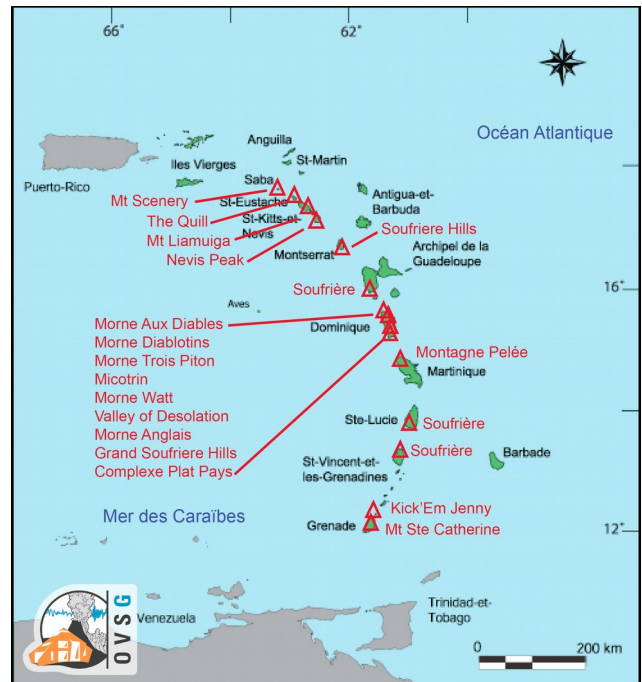 66°
62°
Océan Atlantique
Anguilla
St-Martin
Iles Vierges
Puerto-Rico
Saba
Mt Scenery
St-Eustache
Antigua-et-
Barbuda
The Quill
St-Kitts-et-
Nevis
Mt Liamuiga
Soufriere Hills
Nevis Peak
Montserrat
Archipel de la
Guadeloupe
Soufrière
16°
Aves
Morne Aux Diables
Dominique
Morne Diablotins
Morne Trois Piton
Micotrin
Morne Watt
Valley of Desolation
Morne Anglais
Grand Soufriere Hills
Complexe Plat Pays
Montagne Pelée
Martinique
Ste-Lucie
Soufrière
Soufrière
Barbade
St-Vincent-et-
les-Grenadines
Mer des Caraïbes
Kick'Em Jenny
Grenade
Mt Ste Catherine
12°
OVSG
Venezuela
Trinidad-et-
Tobago
0
200 km